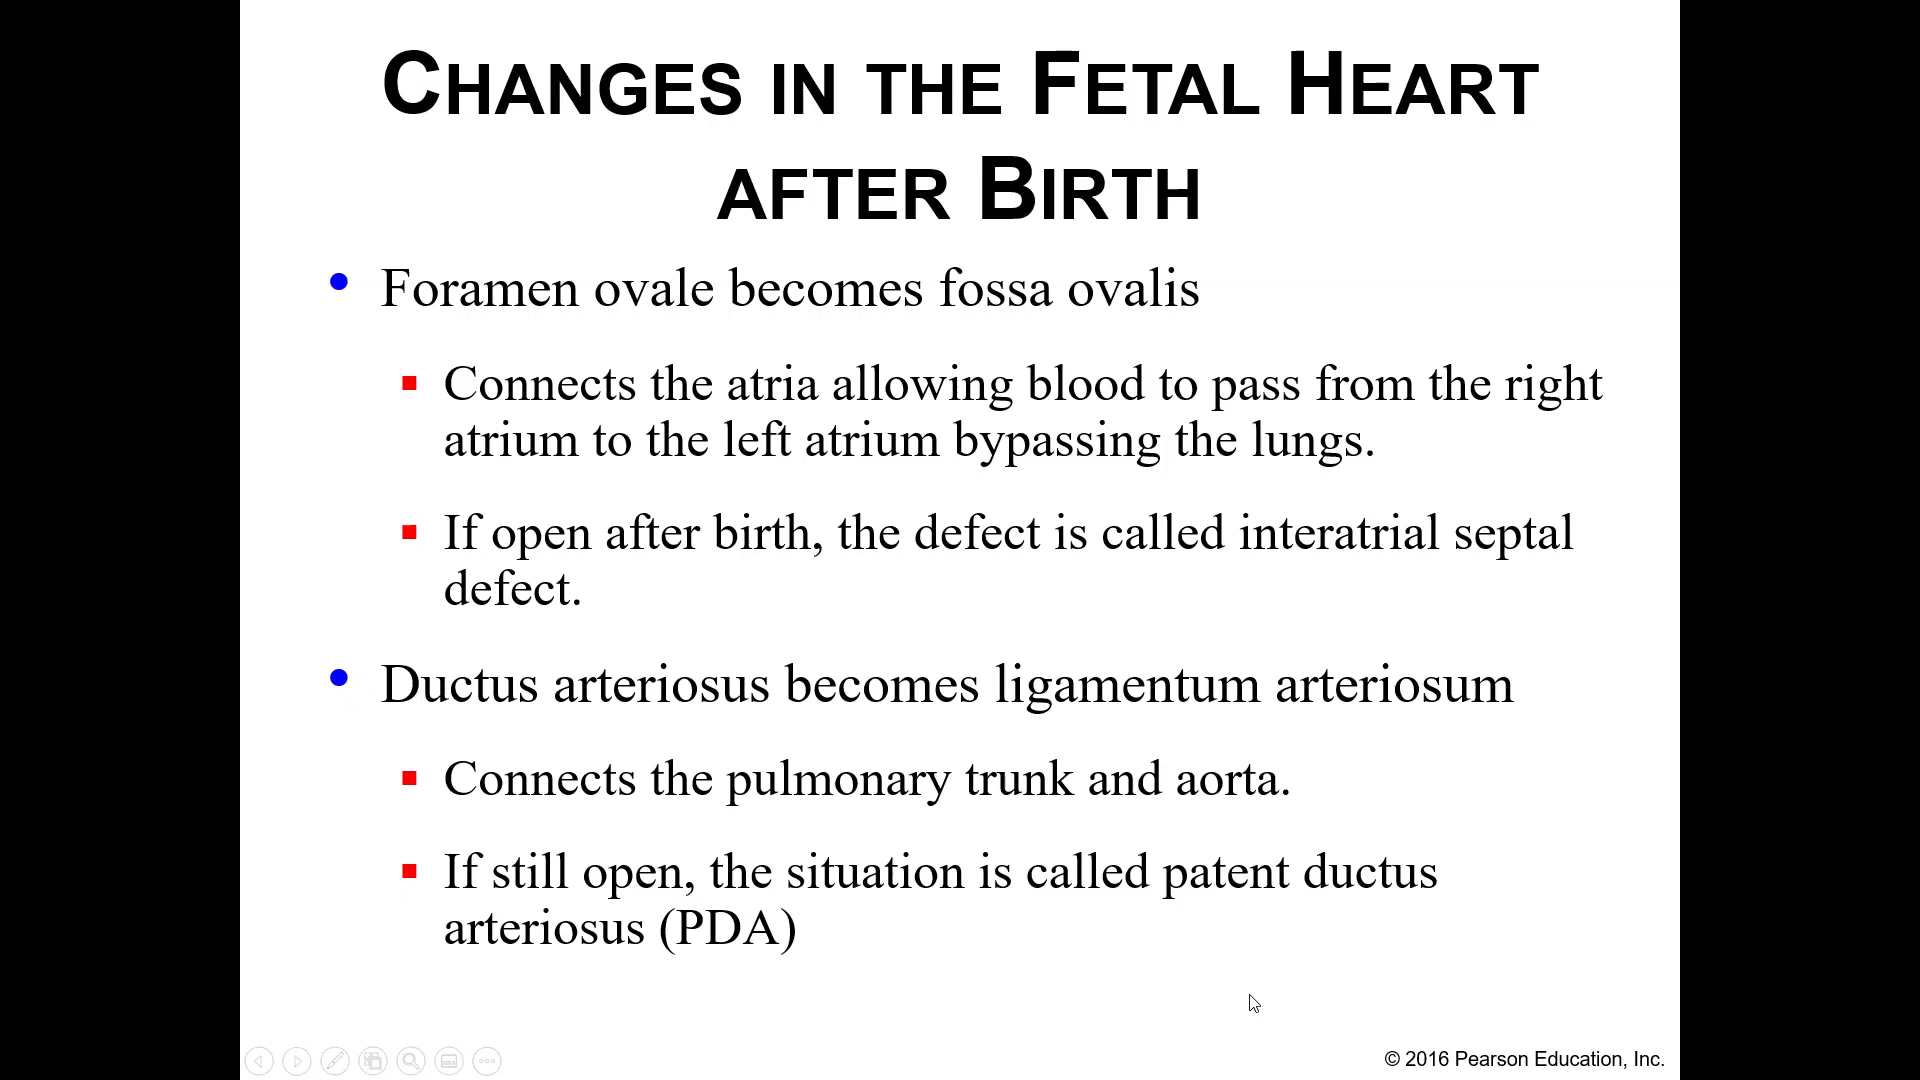 CHANGES IN THE FETAL HEART
AFTER BIRTH
• Foramen ovale becomes fossa ovalis
▪ Connects the atria allowing blood to pass from the right
atrium to the left atrium bypassing the lungs.
▪ If open after birth, the defect is called interatrial septal
defect.
• Ductus arteriosus becomes ligamentum arteriosum
▪ Connects the pulmonary trunk and aorta.
▪ If still open, the situation is called patent ductus
arteriosus (PDA)
© 2016 Pearson Education, Inc.